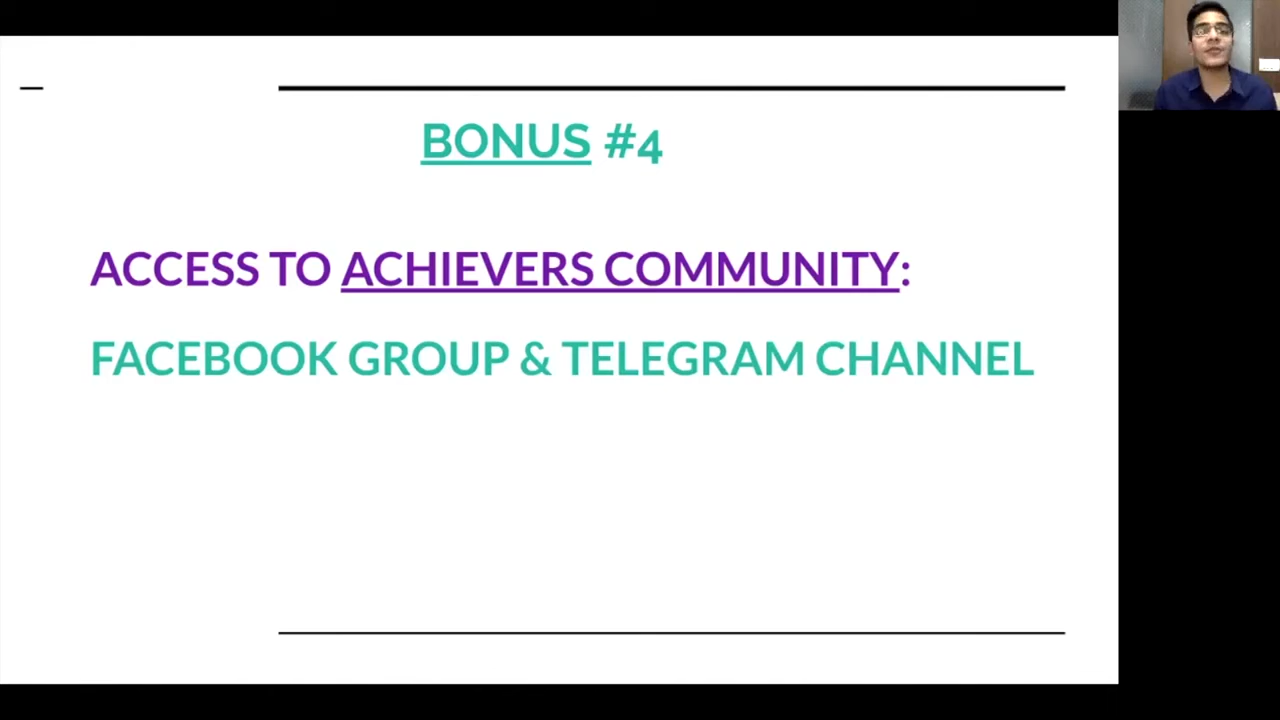 BONUS #4
ACCESS TO ACHIEVERS COMMUNITY:
FACEBOOK GROUP & TELEGRAM CHANNEL